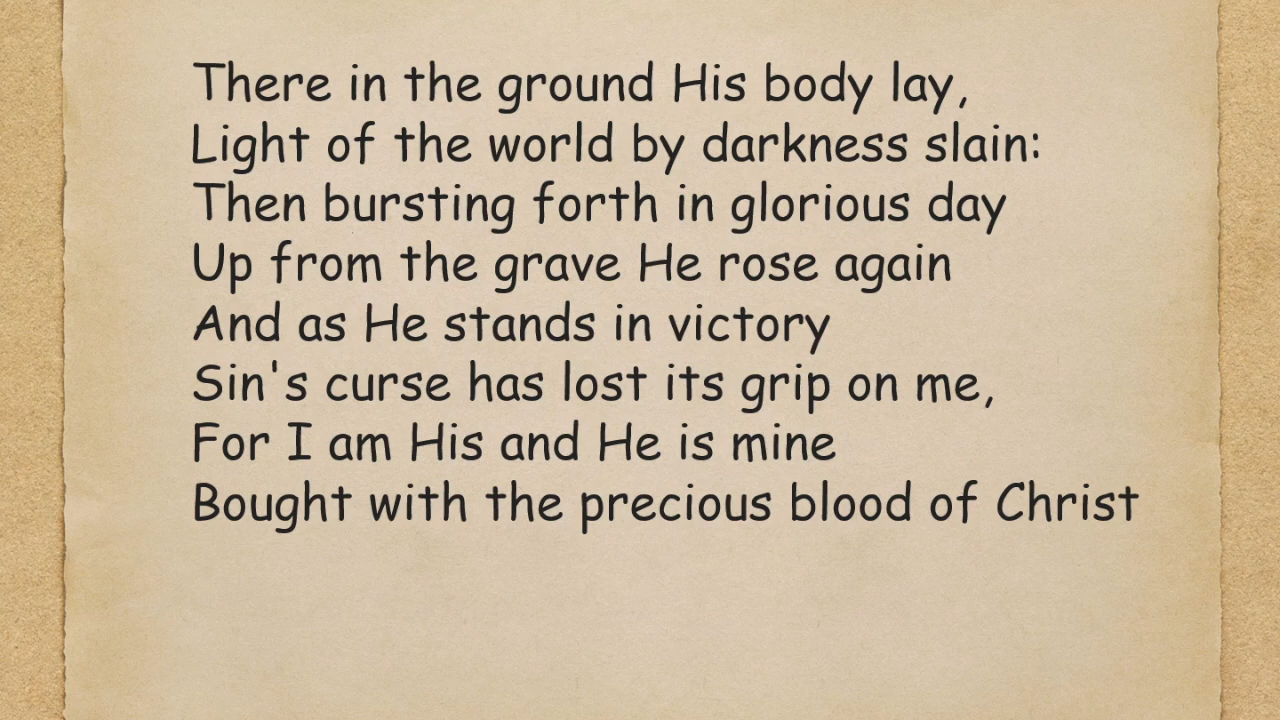 There in the ground His body lay,
Light of the world by darkness slain:
Then bursting forth in glorious day
Up from the grave He rose again
And as He stands in victory
Sin's curse has lost its grip on me,
For I am His and He is mine
Bought with the precious blood of Christ